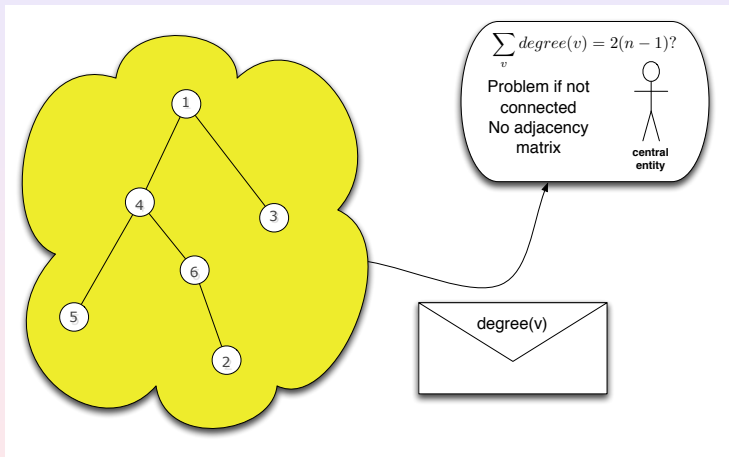 ∑ degree(v) = 2(n − 1)?
v
Problem if not
connected
No adjacency
matrix
central
entity
1
4
3
6
5
2
degree(v)